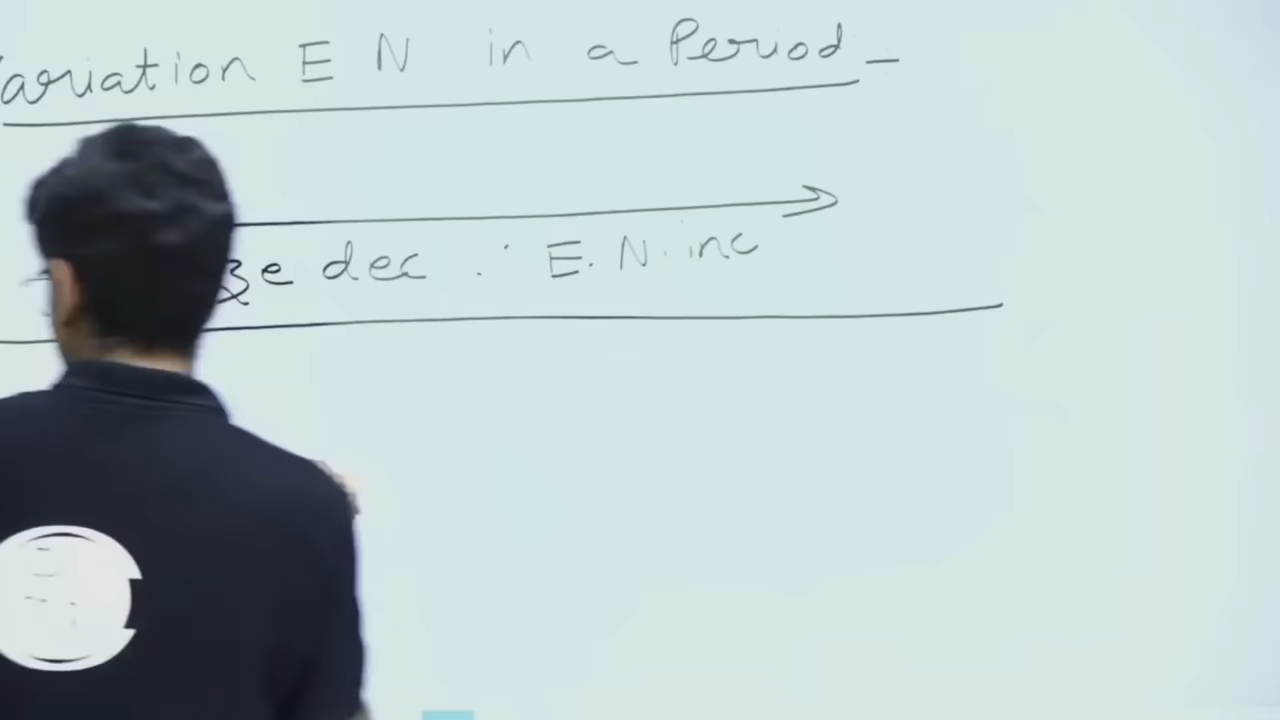 ariation E N in a Period -
ze dec ∴ E. N. inc